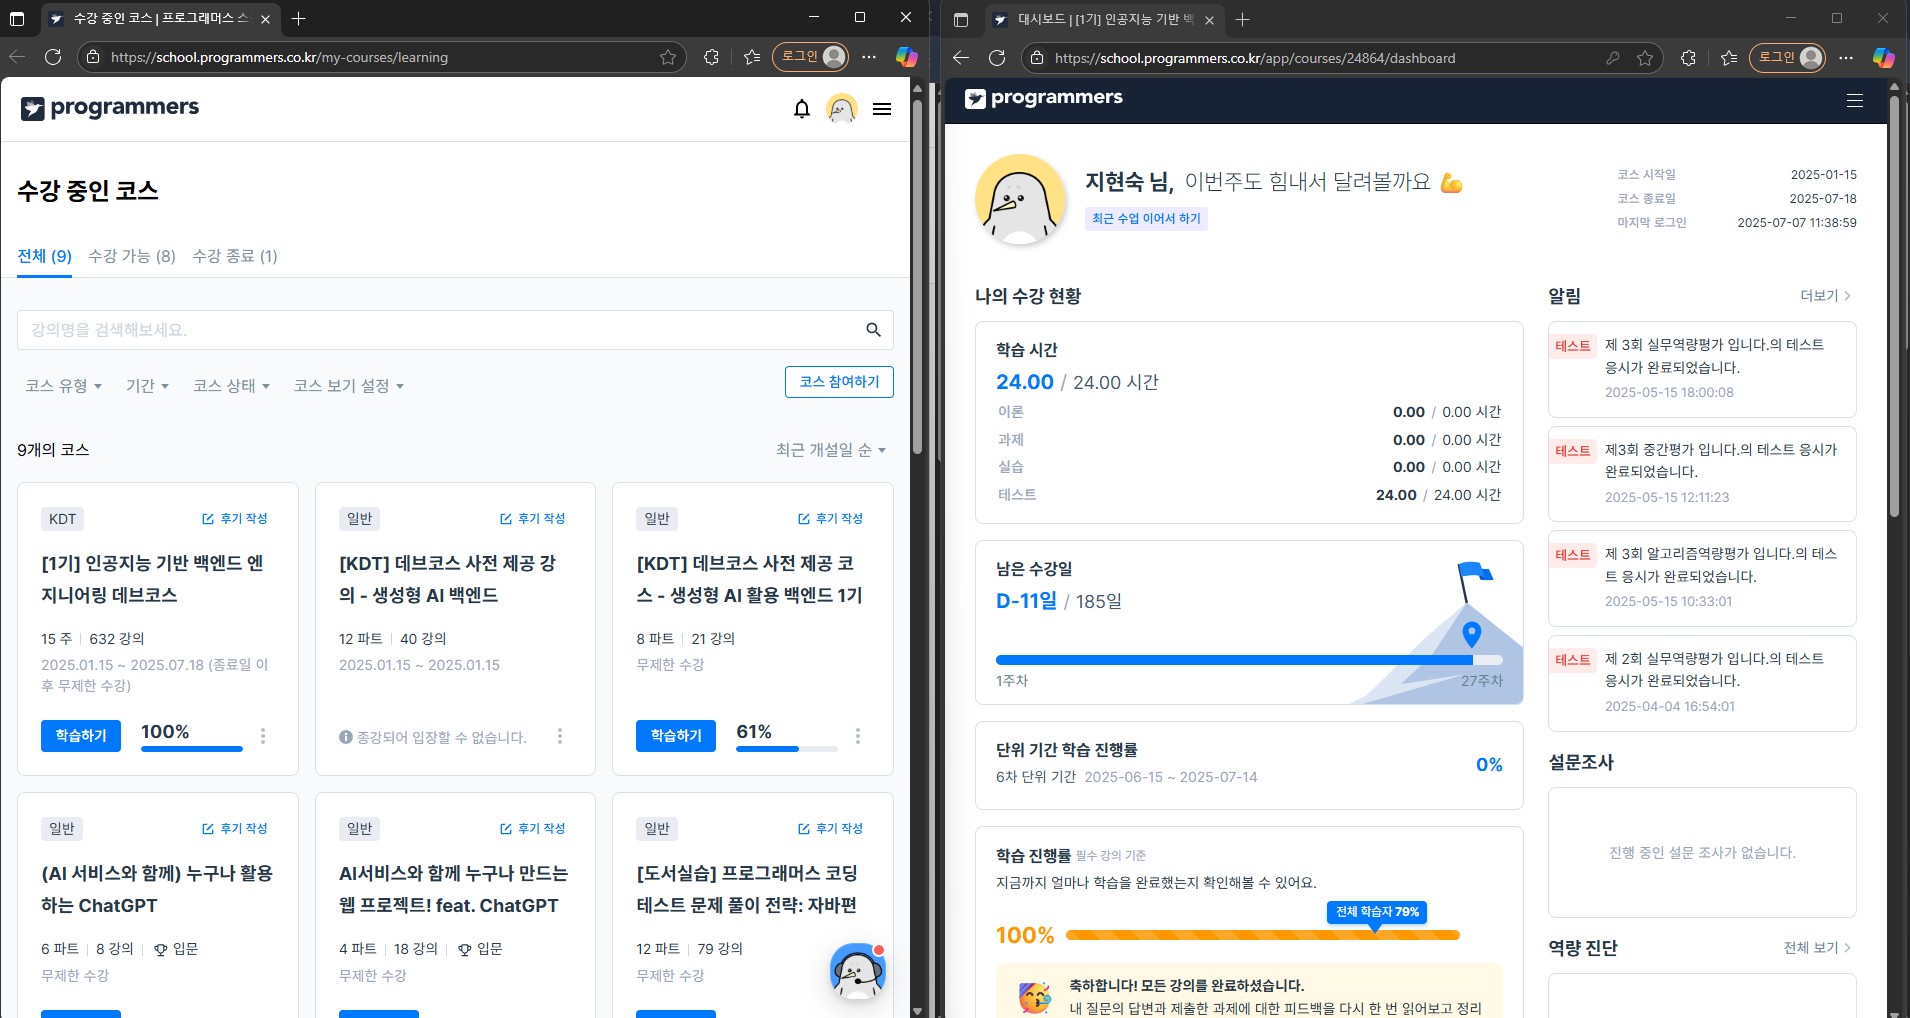 수강 중인 코스 | 프로그래머스 스
https://school.programmers.co.kr/my-courses/learning
로그인
programmers
수강 중인 코스
전체 (9)
수강 가능 (8)
수강 종료 (1)
강의명을 검색해보세요.
코스 유형
기간
코스 상태
코스 보기 설정
코스 참여하기
9개의 코스
최근 개설일 순
KDT
후기 작성
[1기] 인공지능 기반 백엔드 엔
지니어링 데브코스
15 주 | 632 강의
2025.01.15 ~ 2025.07.18 (종료일 이
후 무제한 수강)
학습하기
100%
일반
후기 작성
[KDT] 데브코스 사전 제공 강
의 - 생성형 AI 백엔드
12 파트 | 40 강의
2025.01.15 ~ 2025.01.15
종강되어 입장할 수 없습니다.
일반
후기 작성
[KDT] 데브코스 사전 제공 코
스 - 생성형 AI 활용 백엔드 1기
8 파트 | 21 강의
무제한 수강
학습하기
61%
일반
후기 작성
(AI 서비스와 함께) 누구나 활용
하는 ChatGPT
6 파트 | 8 강의 | 입문
무제한 수강
일반
후기 작성
AI서비스와 함께 누구나 만드는
웹 프로젝트! feat. ChatGPT
4 파트 | 18 강의 | 입문
무제한 수강
일반
후기 작성
[도서실습] 프로그래머스 코딩
테스트 문제 풀이 전략: 자바편
12 파트 | 79 강의
무제한 수강
대시보드 | [1기] 인공지능 기반 백
https://school.programmers.co.kr/app/courses/24864/dashboard
로그인
programmers
지현숙 님, 이번주도 힘내서 달려볼까요 💪
최근 수업 이어서 하기
코스 시작일 2025-01-15
코스 종료일 2025-07-18
마지막 로그인 2025-07-07 11:38:59
나의 수강 현황
학습 시간
24.00 / 24.00 시간
이론 0.00 / 0.00 시간
과제 0.00 / 0.00 시간
실습 0.00 / 0.00 시간
테스트 24.00 / 24.00 시간
남은 수강일
D-11일 / 185일
1주차
27주차
단위 기간 학습 진행률
6차 단위 기간 2025-06-15 ~ 2025-07-14
0%
학습 진행률 필수 강의 기준
지금까지 얼마나 학습을 완료했는지 확인해볼 수 있어요.
전체 학습자 79%
100%
축하합니다! 모든 강의를 완료하셨습니다.
내 질문의 답변과 제출한 과제에 대한 피드백을 다시 한 번 읽어보고 정리
알림
더보기
테스트
제 3회 실무역량평가 입니다.의 테스트
응시가 완료되었습니다.
2025-05-15 18:00:08
테스트
제3회 중간평가 입니다.의 테스트 응시가
완료되었습니다.
2025-05-15 12:11:23
테스트
제 3회 알고리즘역량평가 입니다.의 테스
트 응시가 완료되었습니다.
2025-05-15 10:33:01
테스트
제 2회 실무역량평가 입니다.의 테스트
응시가 완료되었습니다.
2025-04-04 16:54:01
설문조사
진행 중인 설문 조사가 없습니다.
역량 진단
전체 보기